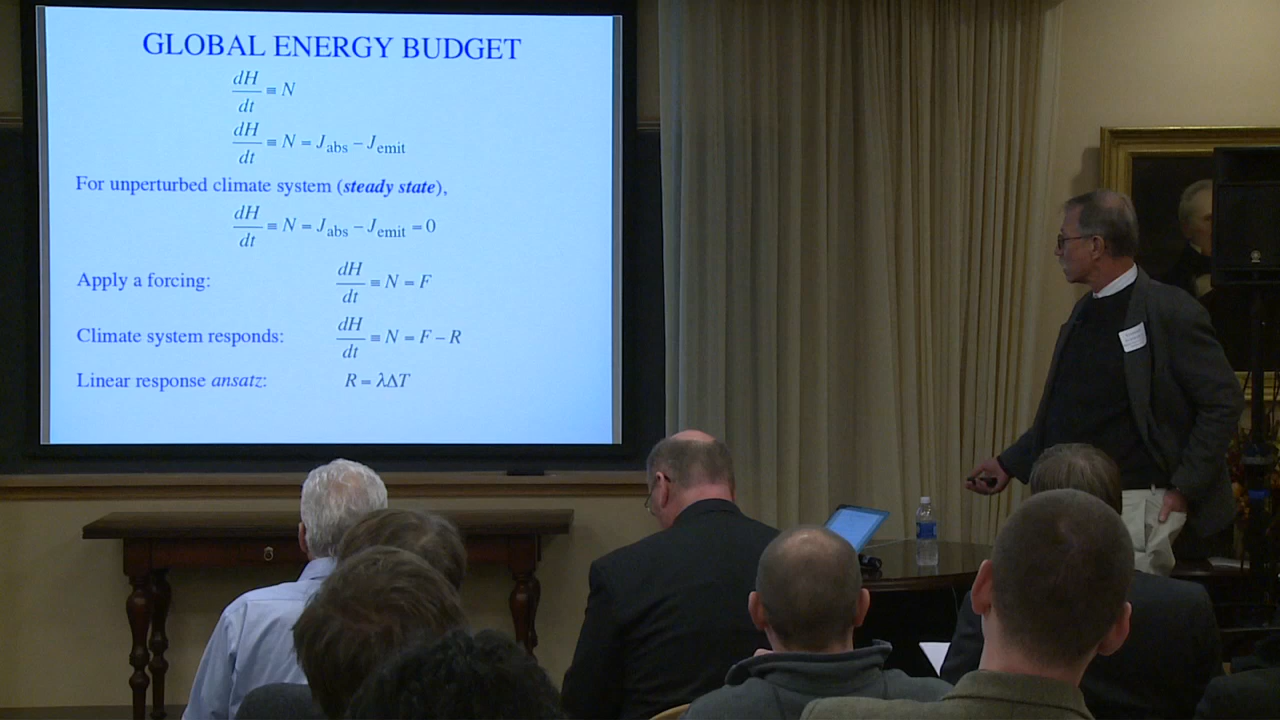 GLOBAL ENERGY BUDGET
dH/dt ≡ N
dH/dt ≡ N = J_abs − J_emit
For unperturbed climate system (steady state),
dH/dt ≡ N = J_abs − J_emit = 0
Apply a forcing: dH/dt ≡ N = F
Climate system responds: dH/dt ≡ N = F − R
Linear response ansatz: R = λΔT